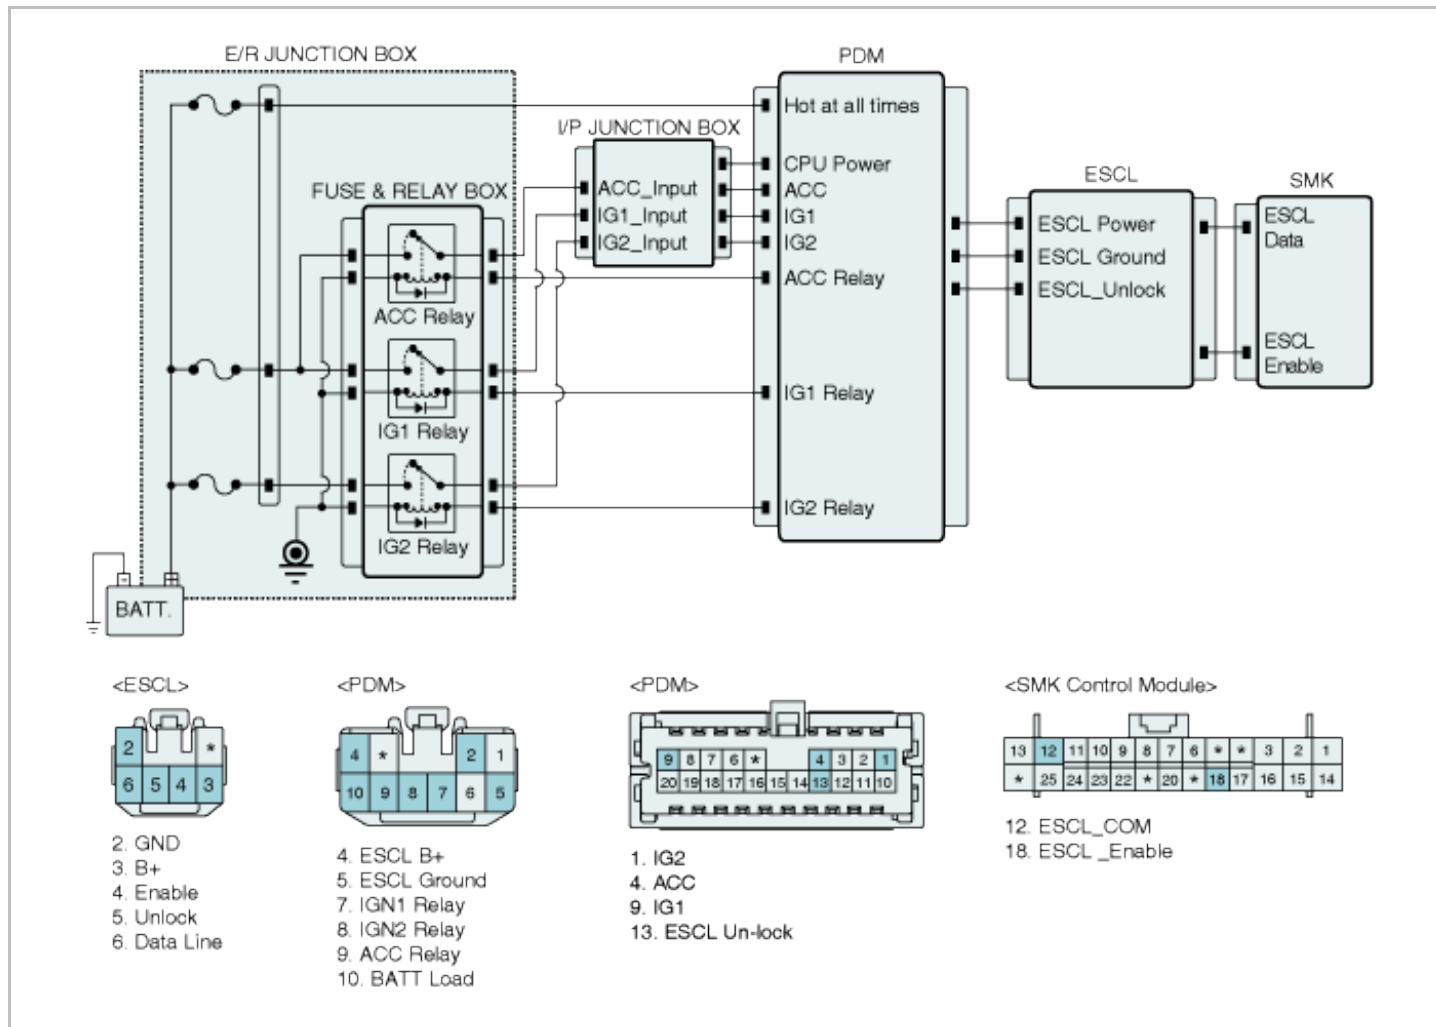 E/R JUNCTION BOX
PDM
Hot at all times
I/P JUNCTION BOX
CPU Power
ESCL
SMK
FUSE & RELAY BOX
ACC_Input
ACC
IG1_Input
IG1
IG2_Input
IG2
ESCL Power
ESCL
Data
ESCL Ground
ACC Relay
ESCL_Unlock
ACC Relay
ESCL
Enable
IG1 Relay
IG1 Relay
IG2 Relay
IG2 Relay
- +
BATT.
<ESCL>
2 *
6 5 4 3
2. GND
3. B+
4. Enable
5. Unlock
6. Data Line
<PDM>
4 * 2 1
10 9 8 7 6 5
4. ESCL B+
5. ESCL Ground
7. IGN1 Relay
8. IGN2 Relay
9. ACC Relay
10. BATT Load
<PDM>
9 8 7 6 * 4 3 2 1
20 19 18 17 16 15 14 13 12 11 10
1. IG2
4. ACC
9. IG1
13. ESCL Un-lock
<SMK Control Module>
13 12 11 10 9 8 7 6 * * 3 2 1
* 25 24 23 22 * 20 * 18 17 16 15 14
12. ESCL_COM
18. ESCL _Enable